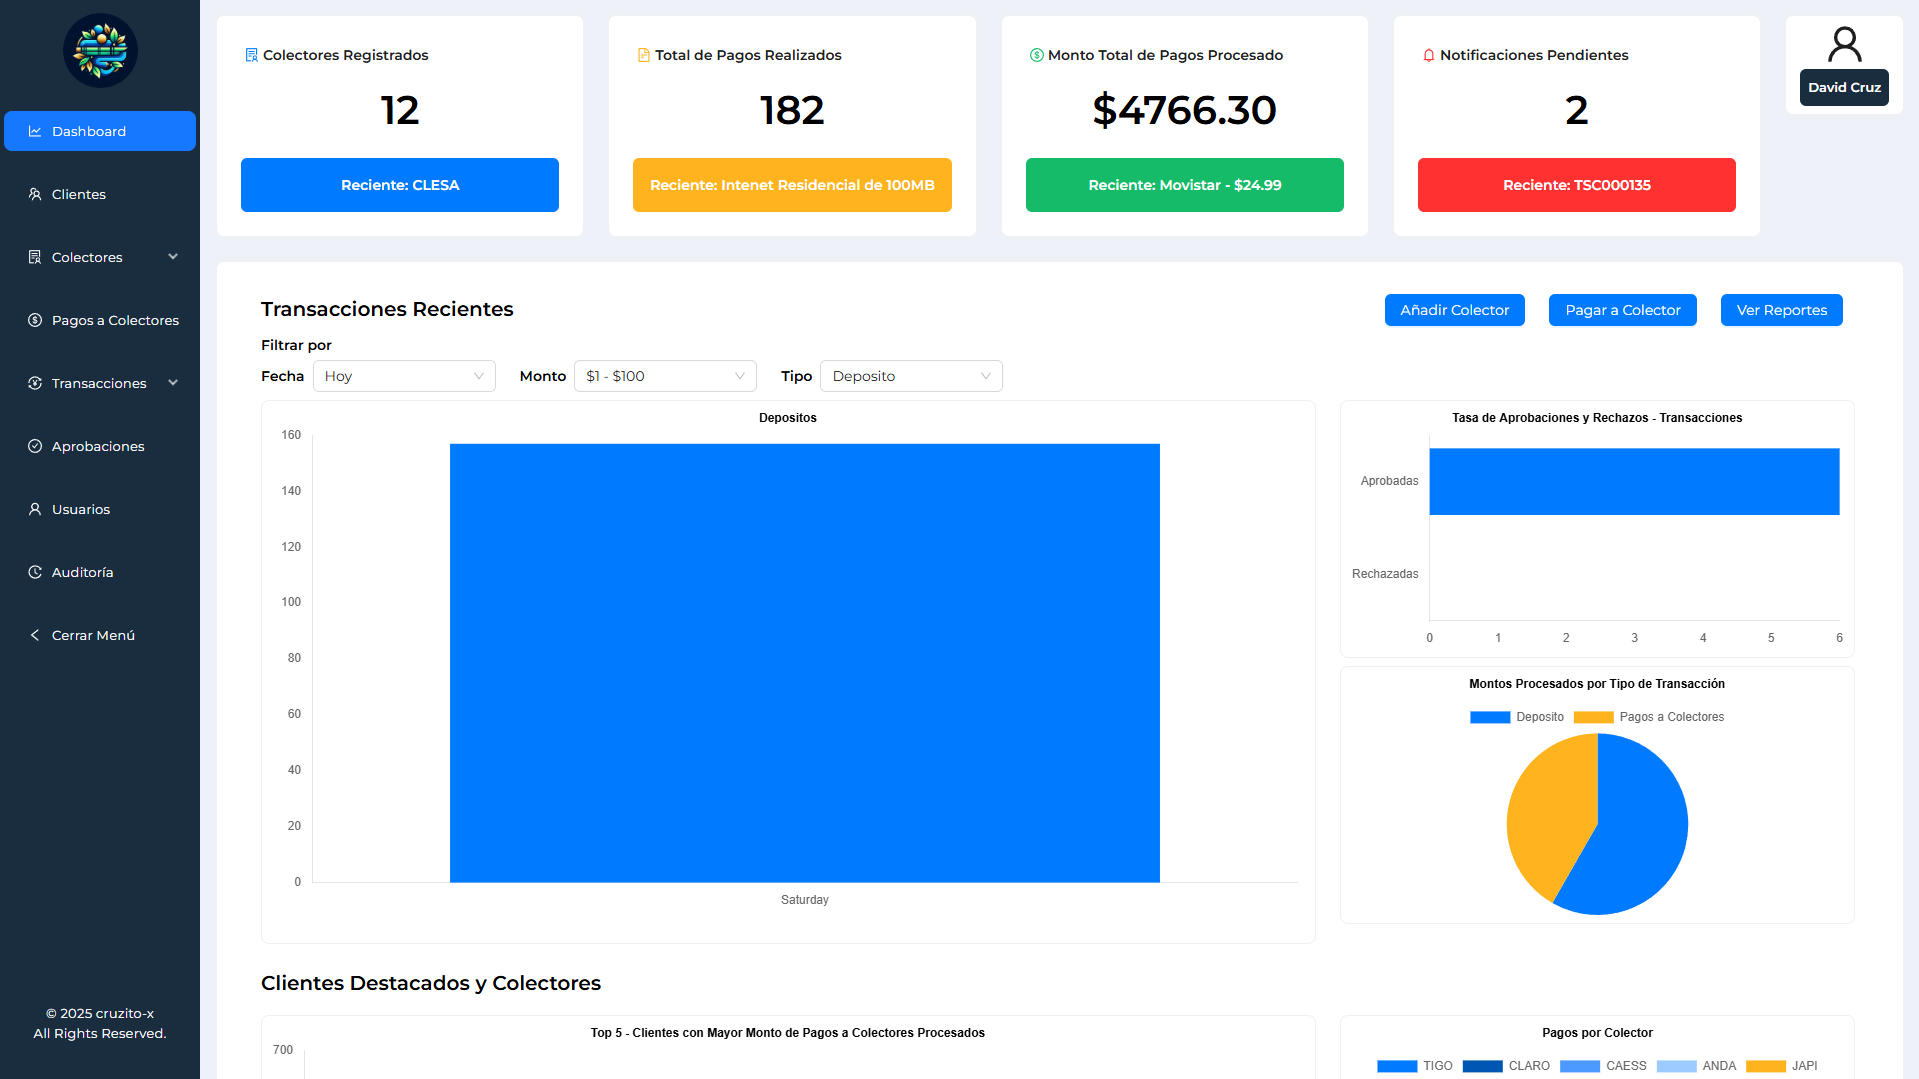 Dashboard
Clientes
Colectores
Pagos a Colectores
Transacciones
Aprobaciones
Usuarios
Auditoría
Cerrar Menú
© 2025 cruzito-x
All Rights Reserved.
Colectores Registrados
12
Reciente: CLESA
Total de Pagos Realizados
182
Reciente: Intenet Residencial de 100MB
Monto Total de Pagos Procesado
$4766.30
Reciente: Movistar - $24.99
Notificaciones Pendientes
2
Reciente: TSC000135
David Cruz
Transacciones Recientes
Añadir Colector
Pagar a Colector
Ver Reportes
Filtrar por
Fecha
Hoy
Monto
$1 - $100
Tipo
Deposito
Depositos
160
140
120
100
80
60
40
20
0
Saturday
Tasa de Aprobaciones y Rechazos - Transacciones
Aprobadas
Rechazadas
0 1 2 3 4 5 6
Montos Procesados por Tipo de Transacción
Deposito
Pagos a Colectores
Clientes Destacados y Colectores
Top 5 - Clientes con Mayor Monto de Pagos a Colectores Procesados
700
Pagos por Colector
TIGO CLARO CAESS ANDA JAPI